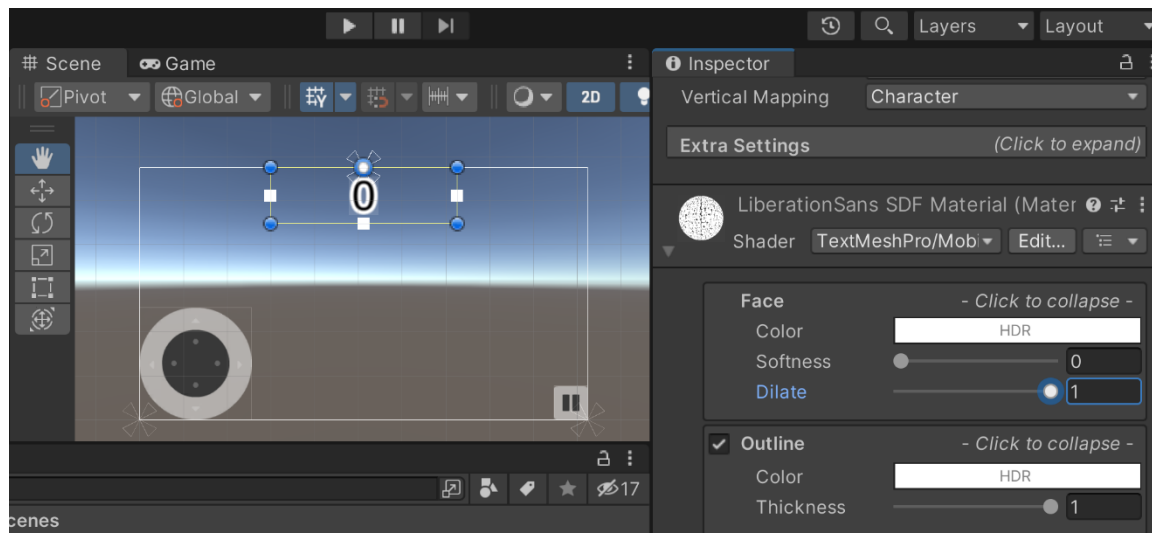 Layers
Layout
# Scene
Game
Inspector
Pivot
Global
2D
Vertical Mapping
Character
Extra Settings
(Click to expand)
0
LiberationSans SDF Material (Mater
Shader
TextMeshPro/Mobi
Edit...
Face
- Click to collapse -
Color
HDR
Softness
0
Dilate
1
Outline
- Click to collapse -
Color
HDR
Thickness
1
17
cenes